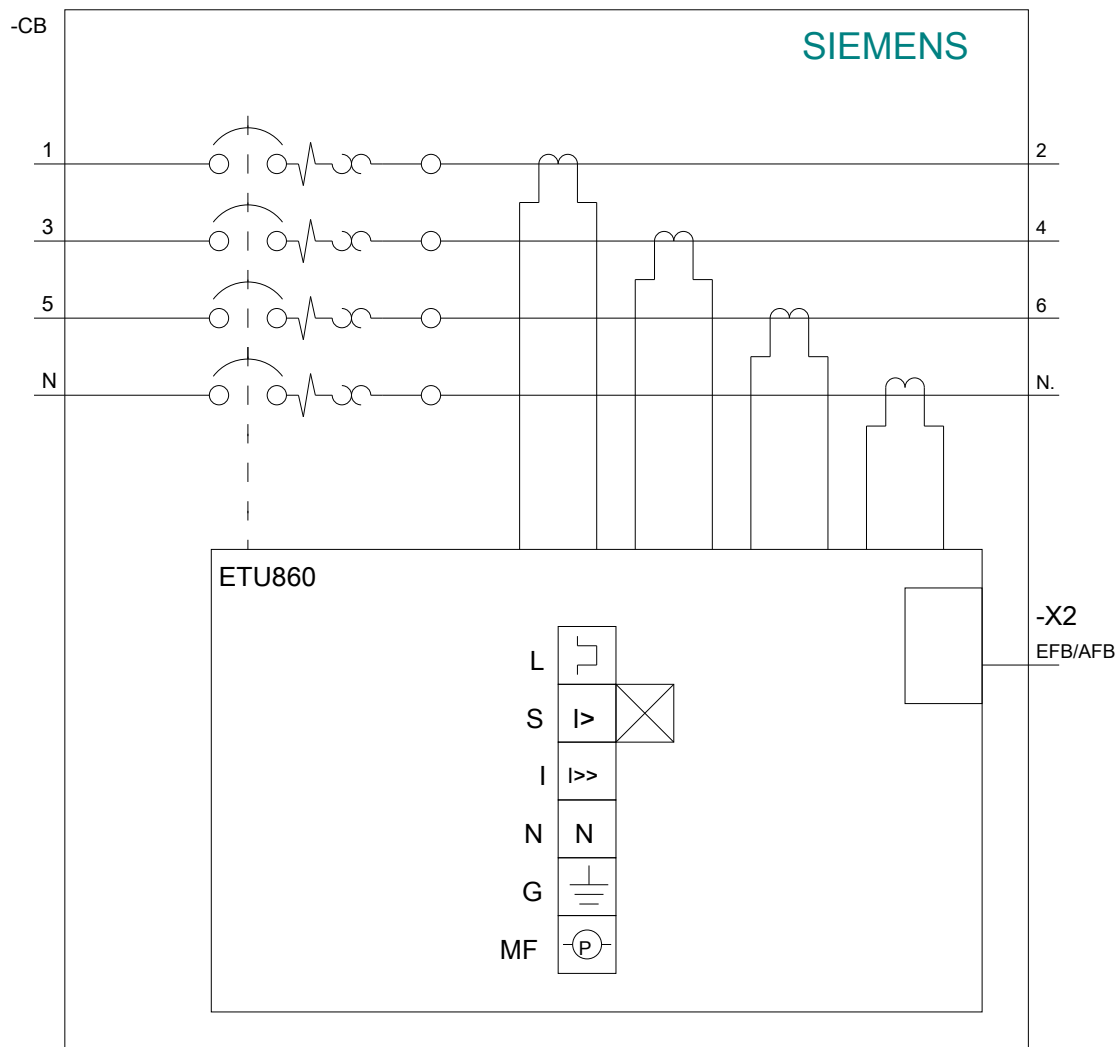 -CB
SIEMENS
1
2
3
4
5
6
N
N.
ETU860
-X2
EFB/AFB
L
S I>
I I>>
N N
G
MF P